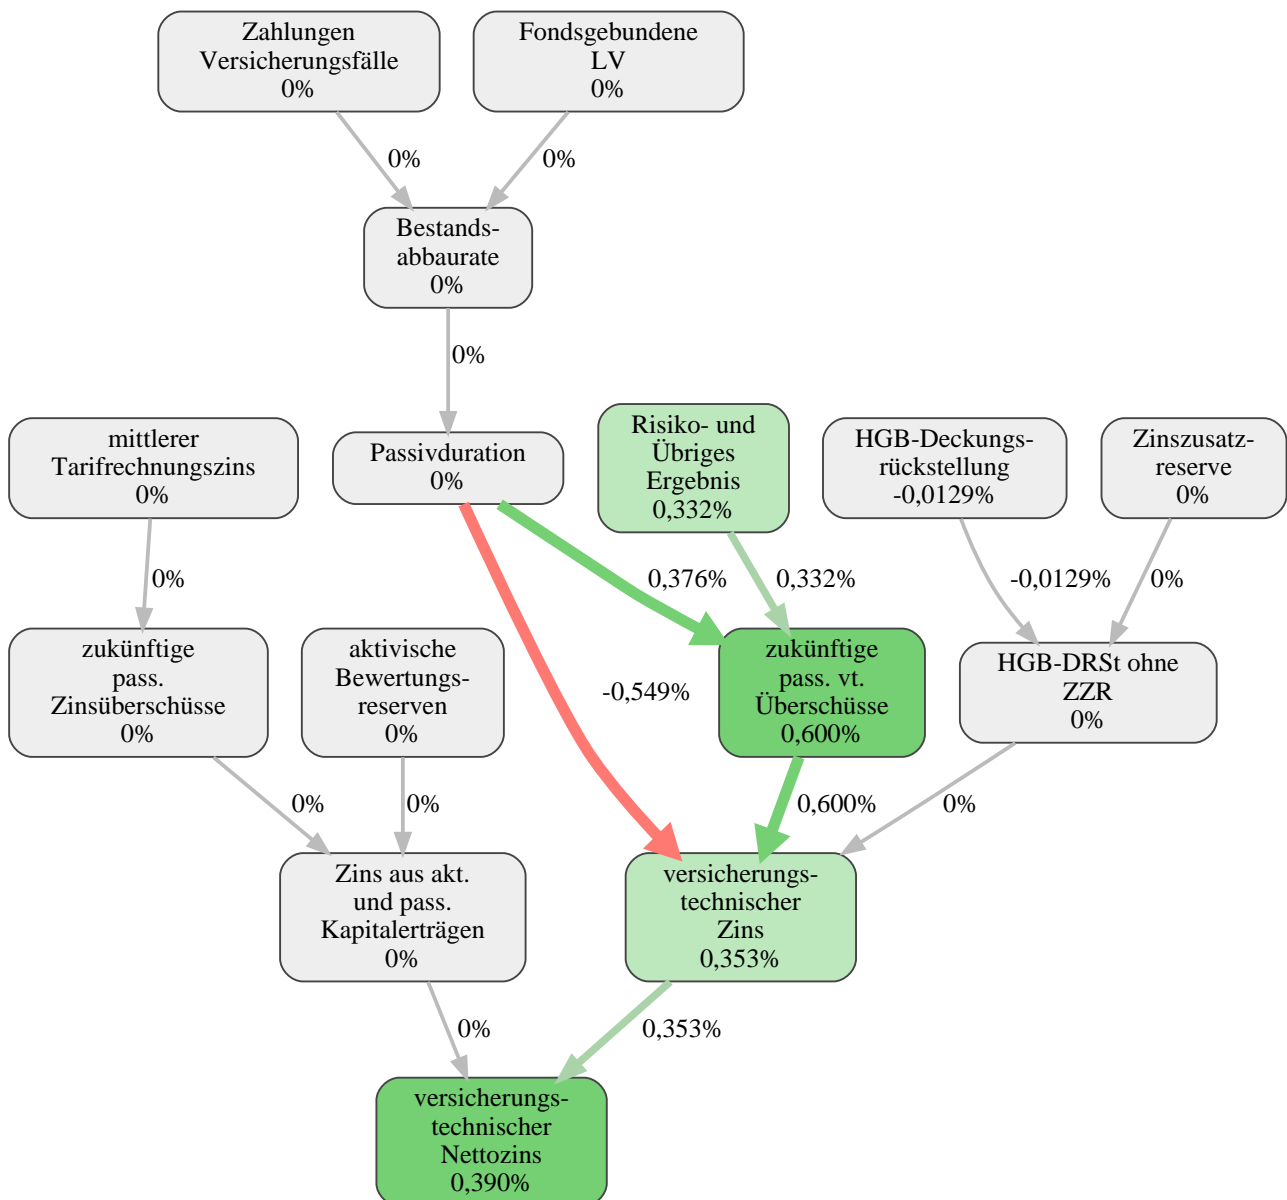 Zahlungen
Versicherungsfälle
0%
Fondsgebundene
LV
0%
0%
0%
Bestands-
abbaurate
0%
0%
mittlerer
Tarifrechnungszins
0%
Passivduration
0%
Risiko- und
Übriges
Ergebnis
0,332%
HGB-Deckungs-
rückstellung
-0,0129%
Zinszusatz-
reserve
0%
0%
0,376%
0,332%
-0,0129%
0%
zukünftige
pass.
Zinsüberschüsse
0%
aktivische
Bewertungs-
reserven
0%
-0,549%
zukünftige
pass. vt.
Überschüsse
0,600%
HGB-DRSt ohne
ZZR
0%
0%
0%
0,600%
0%
Zins aus akt.
und pass.
Kapitalerträgen
0%
versicherungs-
technischer
Zins
0,353%
0%
0,353%
versicherungs-
technischer
Nettozins
0,390%